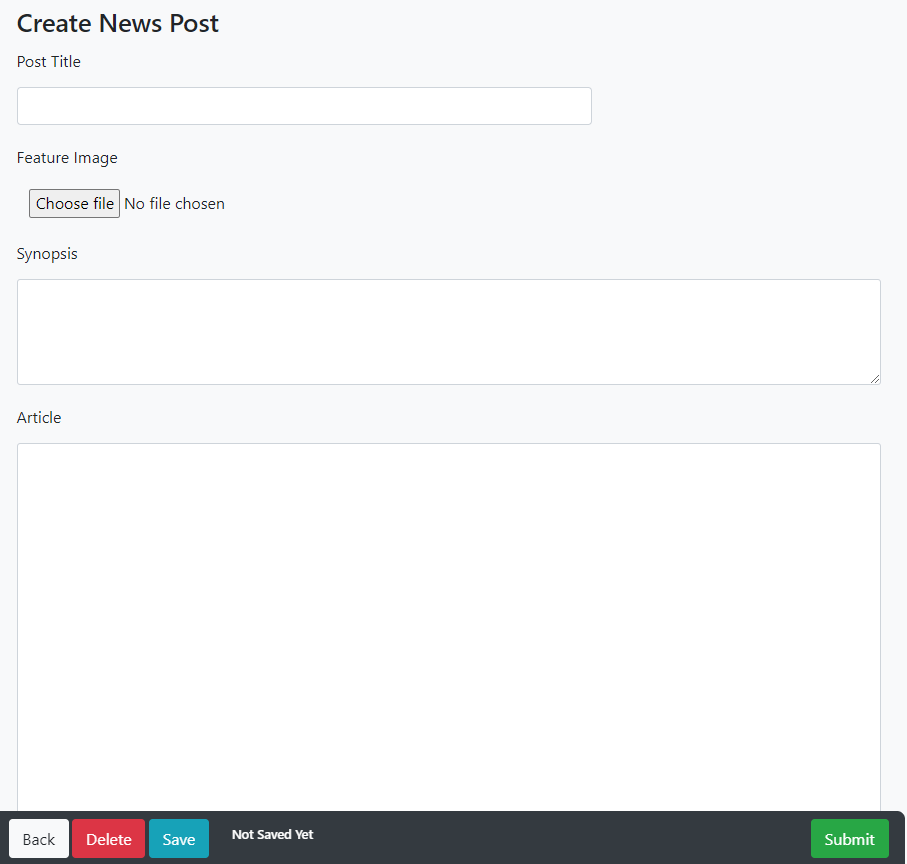 Create News Post
Post Title
Feature Image
Choose file No file chosen
Synopsis
Article
Back Delete Save Not Saved Yet Submit